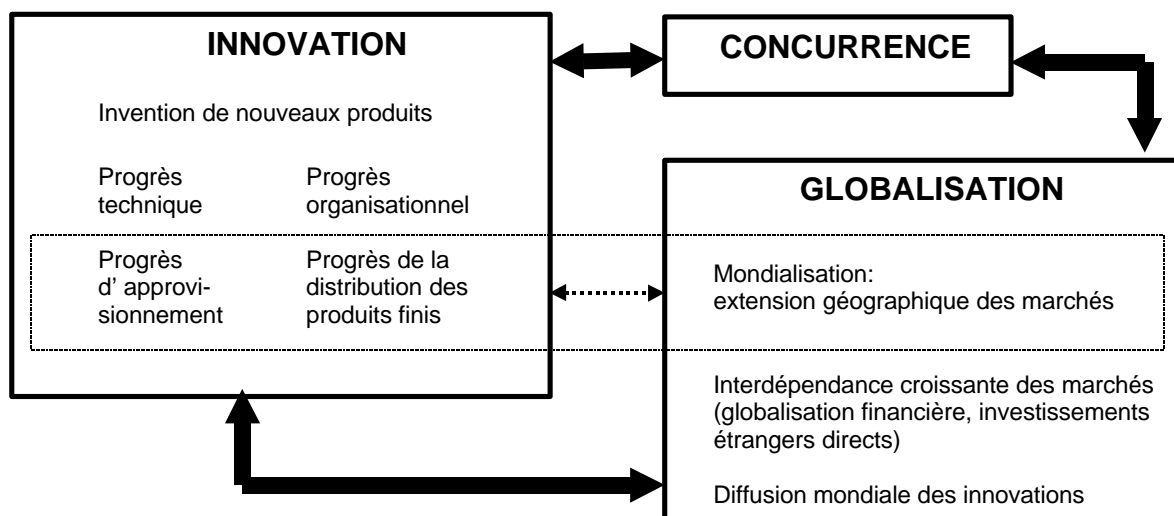 INNOVATION
Invention de nouveaux produits
Progrès
technique
Progrès
organisationnel
Progrès
d' approvi-
sionnement
Progrès de la
distribution des
produits finis
CONCURRENCE
GLOBALISATION
Mondialisation:
extension géographique des marchés
Interdépendance croissante des marchés
(globalisation financière, investissements
étrangers directs)
Diffusion mondiale des innovations